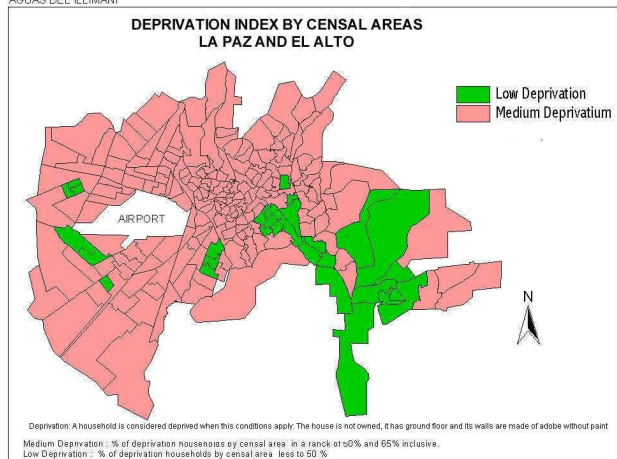 AGUAS DEL ILLIMANI
DEPRIVATION INDEX BY CENSAL AREAS
LA PAZ AND EL ALTO
Low Deprivation
Medium Deprivatium
AIRPORT
N
Deprivation: A household is considered deprived when this conditions apply: The house is not owned, it has ground floor and its walls are made of adobe without paint
Medium Deprivation : % of deprivation households by censal area in a ranck of 50% and 65% inclusive.
Low Deprivation : % of deprivation households by censal area less to 50 %